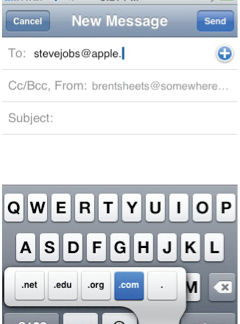 Cancel New Message Send
To: stevejobs@apple.
Cc/Bcc, From: brentsheets@somewhere...
Subject:
Q W E R T Y U I O P
A S D F G H J K L
.net .edu .org .com . M